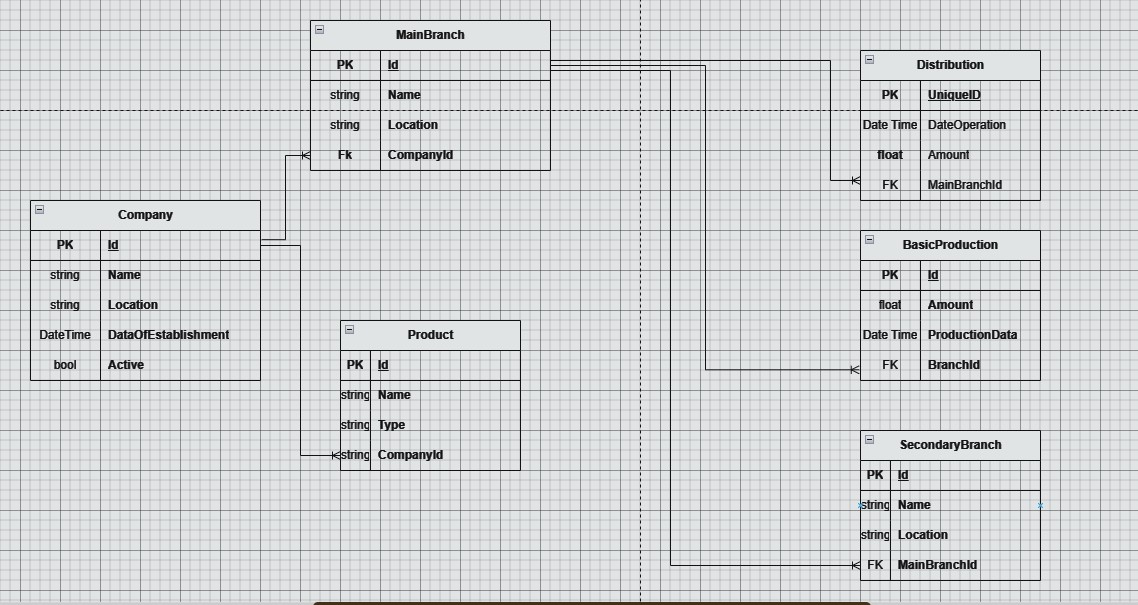 MainBranch
PK Id
string Name
string Location
Fk CompanyId
Distribution
PK UniqueID
Date Time DateOperation
float Amount
FK MainBranchId
Company
PK Id
string Name
string Location
DateTime DataOfEstablishment
bool Active
BasicProduction
PK Id
float Amount
Date Time ProductionData
FK BranchId
Product
PK Id
string Name
string Type
string CompanyId
SecondaryBranch
PK Id
string Name
string Location
FK MainBranchId